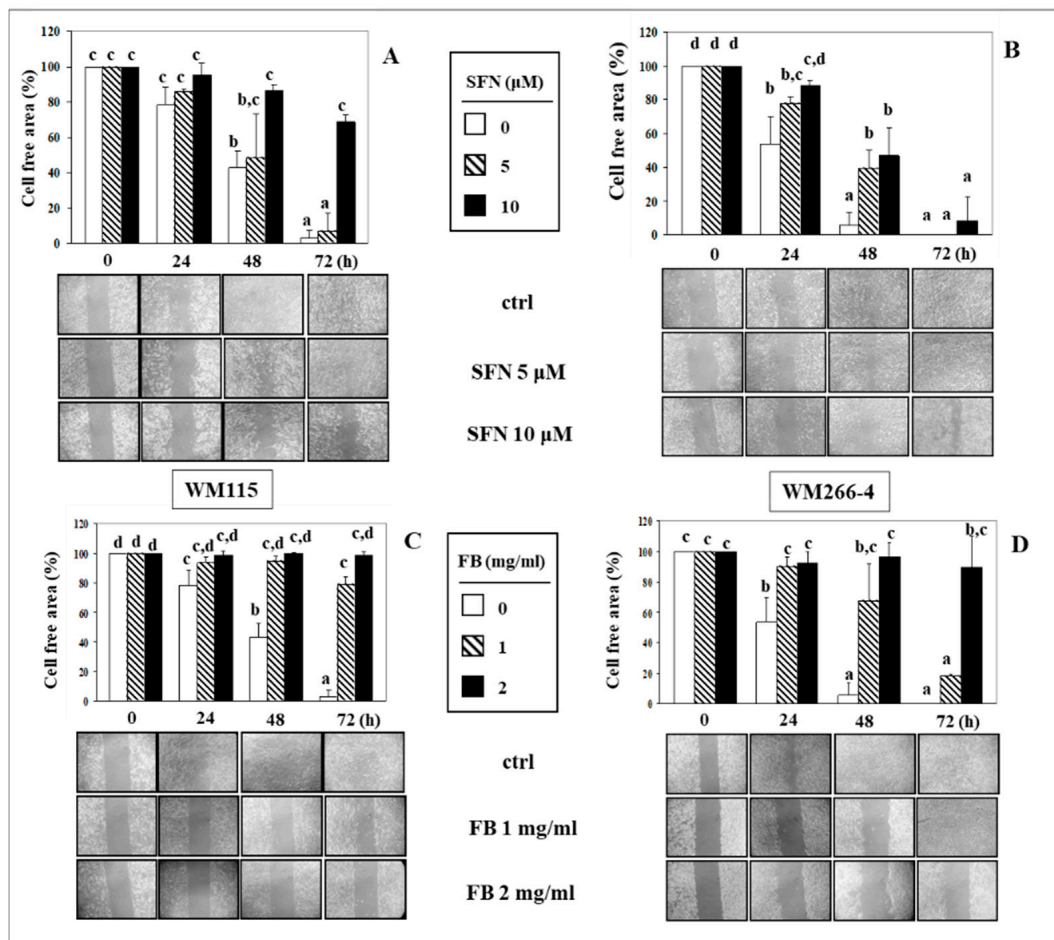 A
Cell free area (%)
120
100
80
60
40
20
0
c c c
c c c
b b,c c
a a c
0 24 48 72 (h)
SFN (µM)
0
5
10
B
Cell free area (%)
120
100
80
60
40
20
0
d d d
b b,c c,d
a b b
a a a
0 24 48 72 (h)
ctrl
SFN 5 µM
SFN 10 µM
WM115
WM266-4
C
Cell free area (%)
120
100
80
60
40
20
0
d d d
c c,d c,d
b c,d c,d
a c c,d
0 24 48 72 (h)
FB (mg/ml)
0
1
2
D
Cell free area (%)
120
100
80
60
40
20
0
c c c
b c c
a b,c c
a a b,c
0 24 48 72 (h)
ctrl
FB 1 mg/ml
FB 2 mg/ml